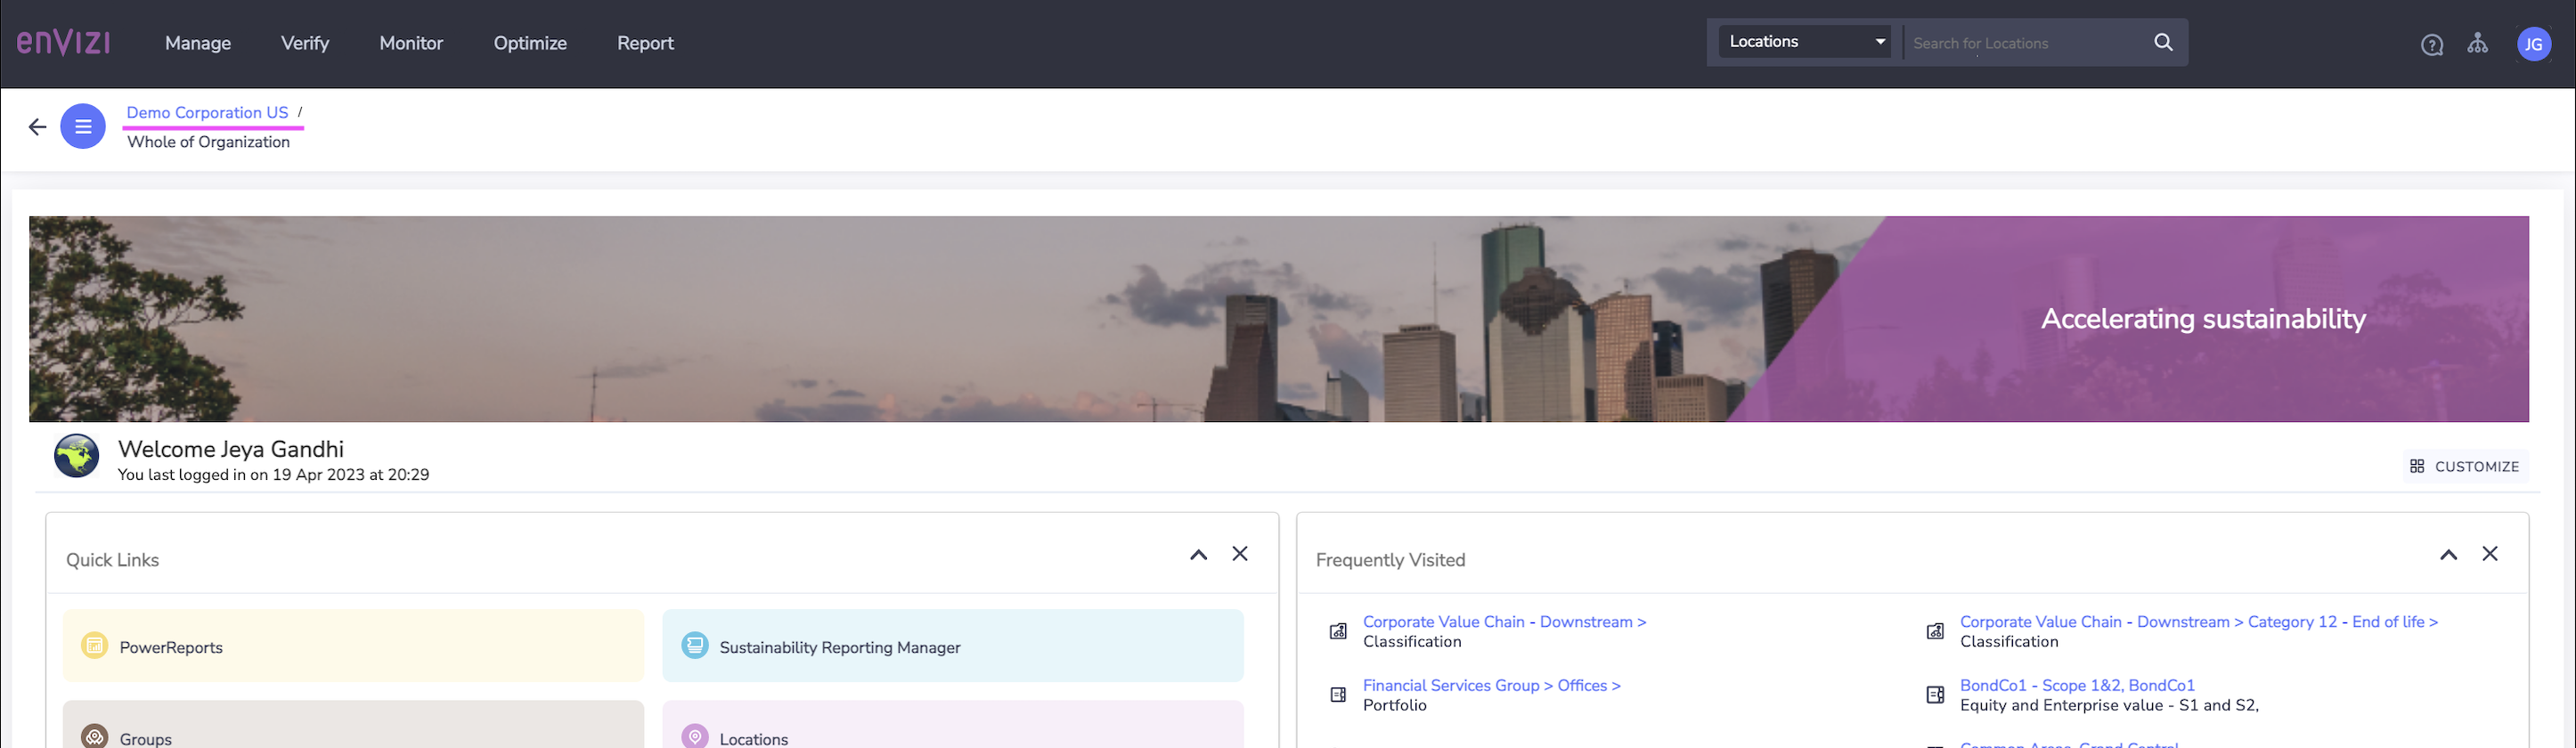 enVIZI
Manage Verify Monitor Optimize Report
Locations
Search for Locations
JG
Demo Corporation US /
Whole of Organization
Accelerating sustainability
Welcome Jeya Gandhi
You last logged in on 19 Apr 2023 at 20:29
CUSTOMIZE
Quick Links
PowerReports
Sustainability Reporting Manager
Groups
Locations
Frequently Visited
Corporate Value Chain - Downstream >
Classification
Corporate Value Chain - Downstream > Category 12 - End of life >
Classification
Financial Services Group > Offices >
Portfolio
BondCo1 - Scope 1&2, BondCo1
Equity and Enterprise value - S1 and S2,